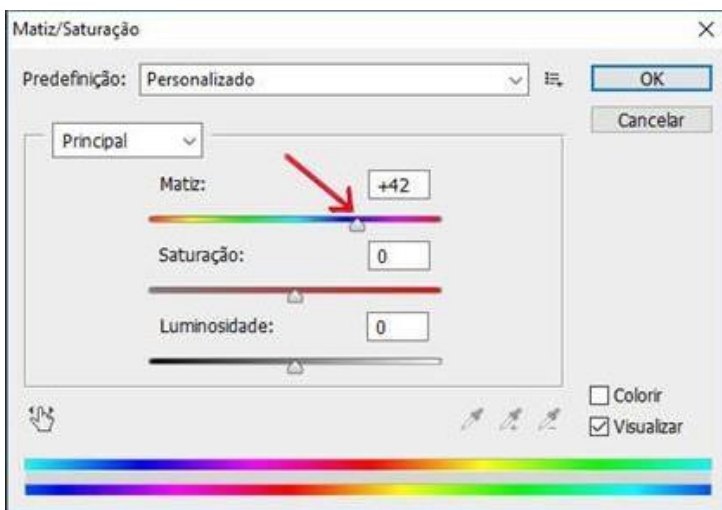 Matiz/Saturação
Predefinição: Personalizado
OK
Cancelar
Principal
Matiz: +42
Saturação: 0
Luminosidade: 0
Colorir
Visualizar